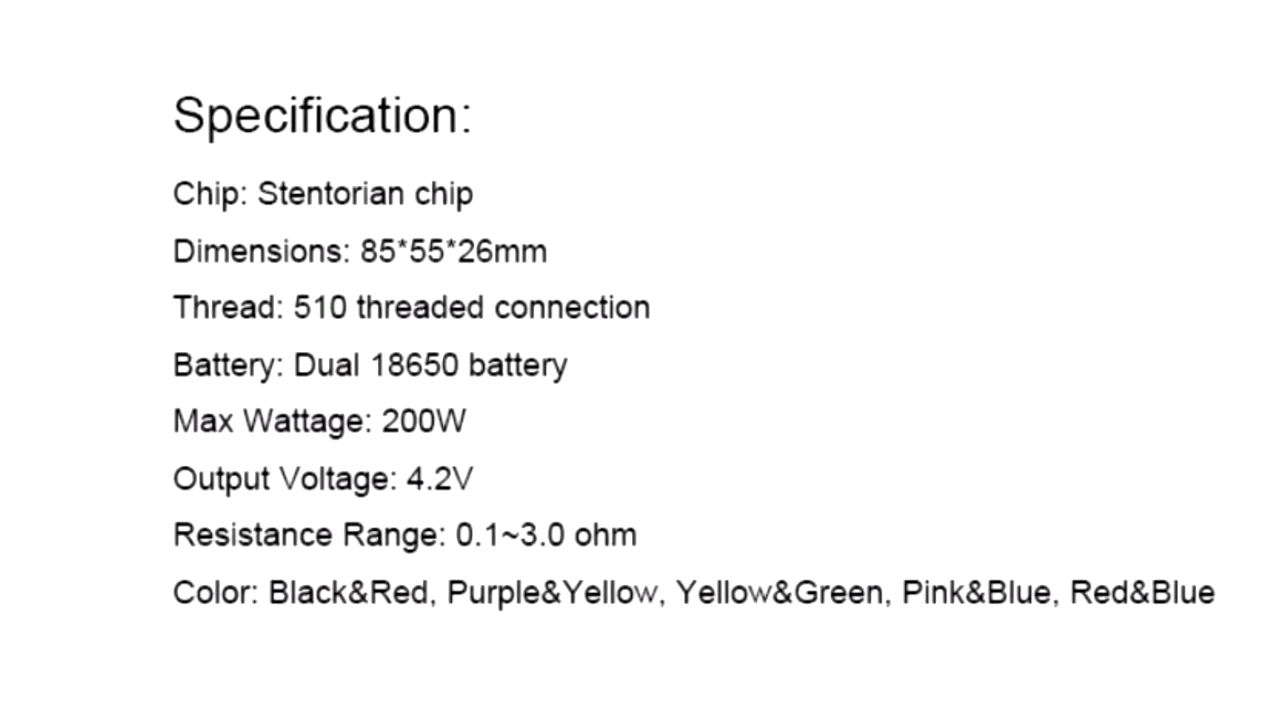 Specification:
Chip: Stentorian chip
Dimensions: 85*55*26mm
Thread: 510 threaded connection
Battery: Dual 18650 battery
Max Wattage: 200W
Output Voltage: 4.2V
Resistance Range: 0.1~3.0 ohm
Color: Black&Red, Purple&Yellow, Yellow&Green, Pink&Blue, Red&Blue